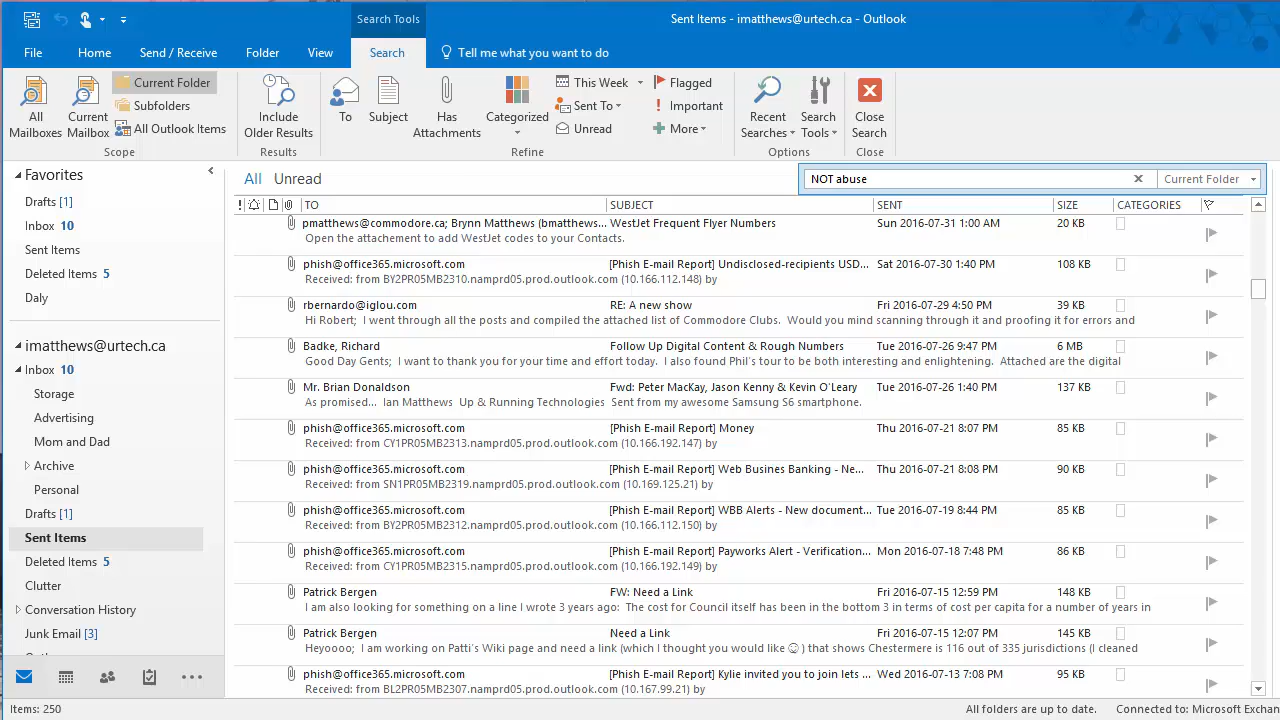 Search Tools
Sent Items - imatthews@urtech.ca - Outlook
File Home Send / Receive Folder View Search Tell me what you want to do
All Mailboxes
Current Mailbox
Current Folder
Subfolders
All Outlook Items
Scope
Include Older Results
Results
To
Subject
Has Attachments
Categorized
This Week
Sent To
Unread
Flagged
! Important
More
Refine
Recent Searches
Search Tools
Options
Close Search
Close
Favorites
Drafts [1]
Inbox 10
Sent Items
Deleted Items 5
Daly
imatthews@urtech.ca
Inbox 10
Storage
Advertising
Mom and Dad
Archive
Personal
Drafts [1]
Sent Items
Deleted Items 5
Clutter
Conversation History
Junk Email [3]
All Unread
NOT abuse
Current Folder
! TO SUBJECT SENT SIZE CATEGORIES
pmatthews@commodore.ca; Brynn Matthews (bmatthews... WestJet Frequent Flyer Numbers Sun 2016-07-31 1:00 AM 20 KB
Open the attachement to add WestJet codes to your Contacts.
phish@office365.microsoft.com [Phish E-mail Report] Undisclosed-recipients USD... Sat 2016-07-30 1:40 PM 108 KB
Received: from BY2PR05MB2310.namprd05.prod.outlook.com (10.166.112.148) by
rbernardo@iglou.com RE: A new show Fri 2016-07-29 4:50 PM 39 KB
Hi Robert; I went through all the posts and compiled the attached list of Commodore Clubs. Would you mind scanning through it and proofing it for errors and
Badke, Richard Follow Up Digital Content & Rough Numbers Tue 2016-07-26 9:47 PM 6 MB
Good Day Gents; I want to thank you for your time and effort today. I also found Phil's tour to be both interesting and enlightening. Attached are the digital
Mr. Brian Donaldson Fwd: Peter MacKay, Jason Kenny & Kevin O'Leary Tue 2016-07-26 1:40 PM 137 KB
As promised... Ian Matthews Up & Running Technologies Sent from my awesome Samsung S6 smartphone.
phish@office365.microsoft.com [Phish E-mail Report] Money Thu 2016-07-21 8:07 PM 85 KB
Received: from CY1PR05MB2313.namprd05.prod.outlook.com (10.166.192.147) by
phish@office365.microsoft.com [Phish E-mail Report] Web Busines Banking - Ne... Thu 2016-07-21 8:08 PM 90 KB
Received: from SN1PR05MB2319.namprd05.prod.outlook.com (10.169.125.21) by
phish@office365.microsoft.com [Phish E-mail Report] WBB Alerts - New document... Tue 2016-07-19 8:44 PM 85 KB
Received: from BY2PR05MB2312.namprd05.prod.outlook.com (10.166.112.150) by
phish@office365.microsoft.com [Phish E-mail Report] Payworks Alert - Verification... Mon 2016-07-18 7:48 PM 86 KB
Received: from CY1PR05MB2315.namprd05.prod.outlook.com (10.166.192.149) by
Patrick Bergen FW: Need a Link Fri 2016-07-15 12:59 PM 148 KB
I am also looking for something on a line I wrote 3 years ago: The cost for Council itself has been in the bottom 3 in terms of cost per capita for a number of years in
Patrick Bergen Need a Link Fri 2016-07-15 12:07 PM 145 KB
Heyoooo; I am working on Patti's Wiki page and need a link (which I thought you would like ☺ ) that shows Chestermere is 116 out of 335 jurisdictions (I cleaned
phish@office365.microsoft.com [Phish E-mail Report] Kylie invited you to join lets ... Wed 2016-07-13 7:08 PM 95 KB
Received: from BL2PR05MB2307.namprd05.prod.outlook.com (10.167.99.21) by
Items: 250
All folders are up to date.
Connected to: Microsoft Exchan